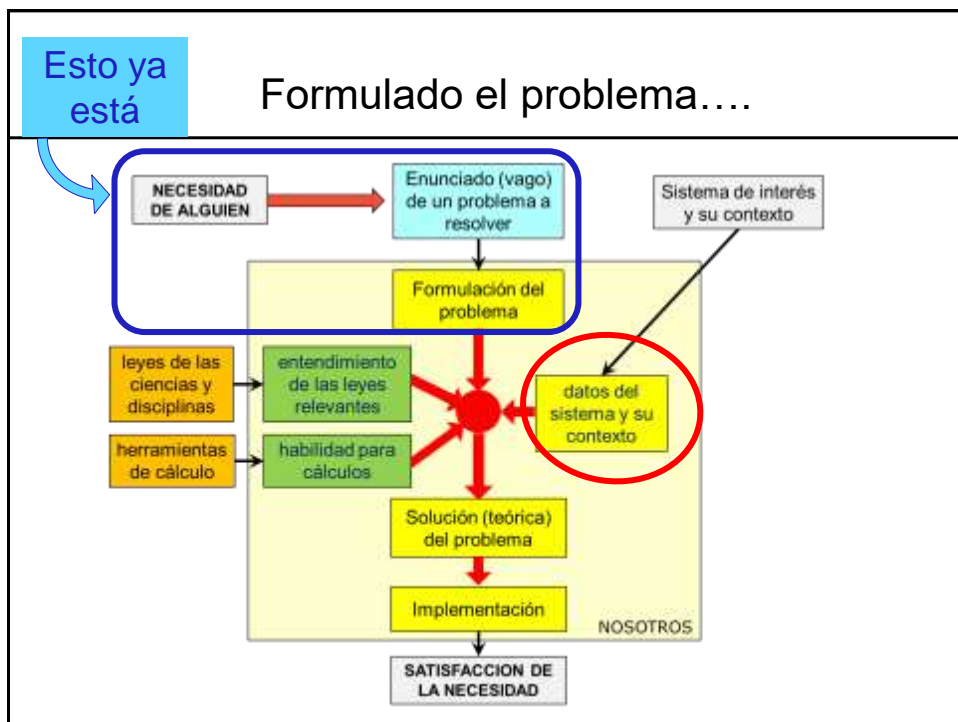 Esto ya
está
Formulado el problema….
NECESIDAD
DE ALGUIEN
Enunciado (vago)
de un problema a
resolver
Sistema de interés
y su contexto
Formulación del
problema
leyes de las
ciencias y
disciplinas
entendimiento
de las leyes
relevantes
datos del
sistema y su
contexto
herramientas
de cálculo
habilidad para
cálculos
Solución (teórica)
del problema
Implementación
NOSOTROS
SATISFACCION DE
LA NECESIDAD